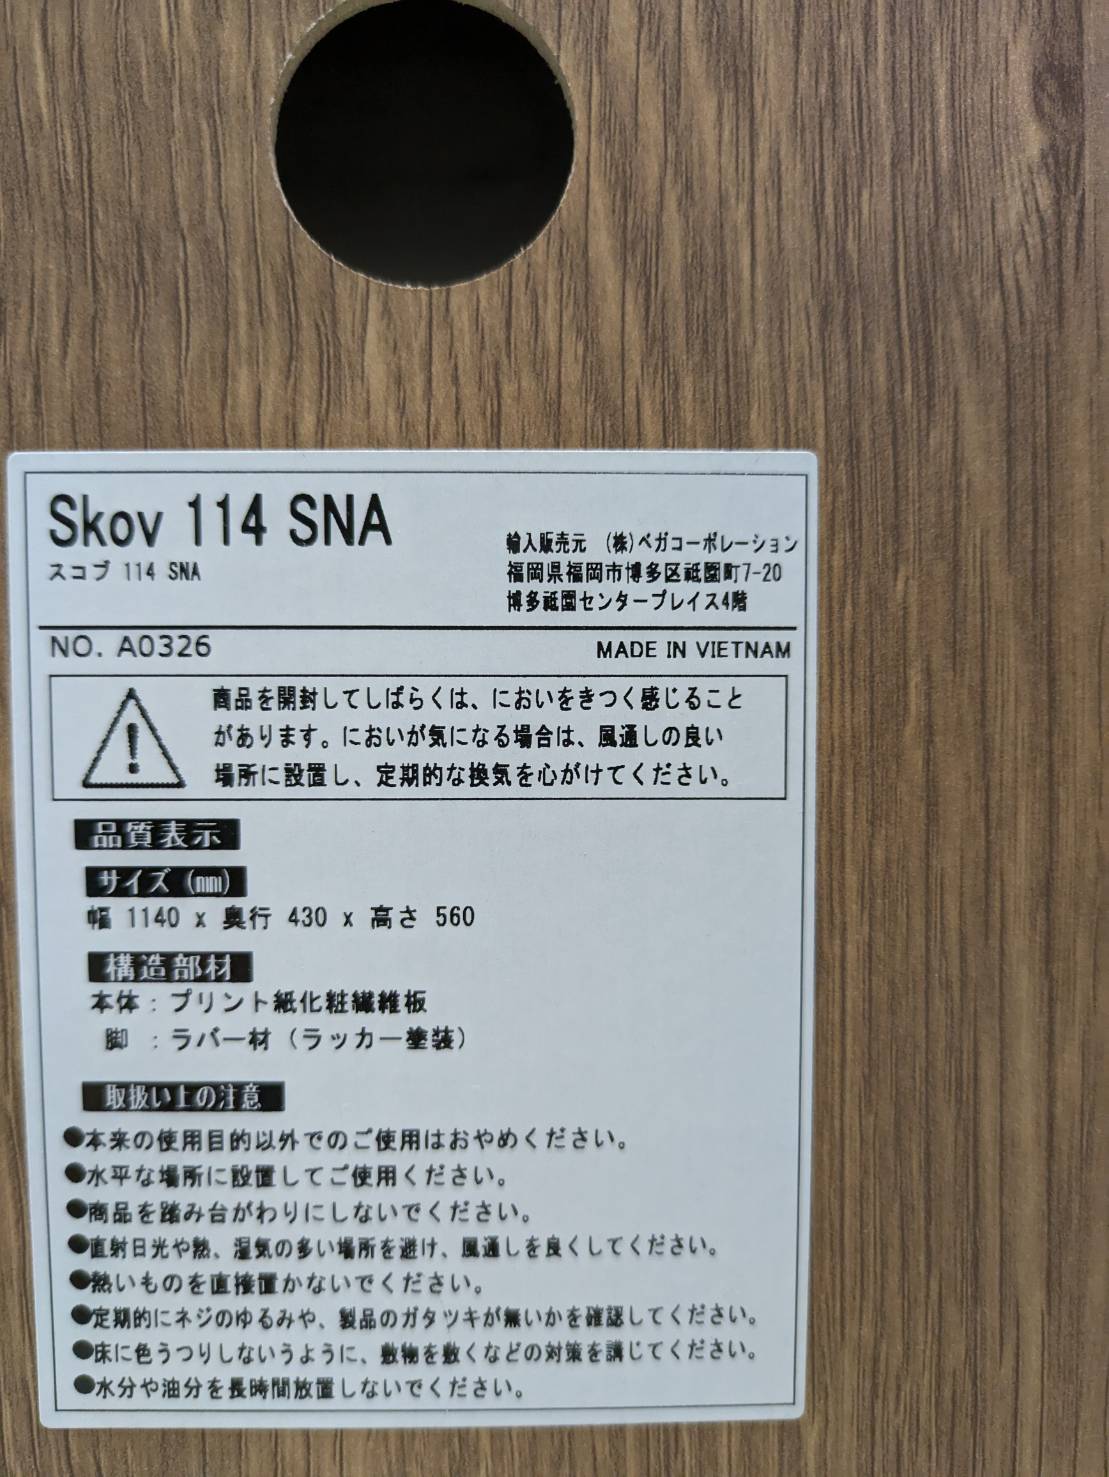 Skov 114 SNA
スコブ 114 SNA
輸入販売元 (株)ベガコーポレーション
福岡県福岡市博多区祇園町7-20
博多祇園センタープレイス4階
NO. A0326
MADE IN VIETNAM
商品を開封してしばらくは、においをきつく感じること
があります。においが気になる場合は、風通しの良い
場所に設置し、定期的な換気を心がけてください。
品質表示
サイズ (mm)
幅 1140 x 奥行 430 x 高さ 560
構造部材
本体:プリント紙化粧繊維板
脚 :ラバー材(ラッカー塗装)
取扱い上の注意
●本来の使用目的以外でのご使用はおやめください。
●水平な場所に設置してご使用ください。
●商品を踏み台がわりにしないでください。
●直射日光や熱、湿気の多い場所を避け、風通しを良くしてください。
●熱いものを直接置かないでください。
●定期的にネジのゆるみや、製品のガタツキが無いかを確認してください。
●床に色うつりしないように、敷物を敷くなどの対策を講じてください。
●水分や油分を長時間放置しないでください。